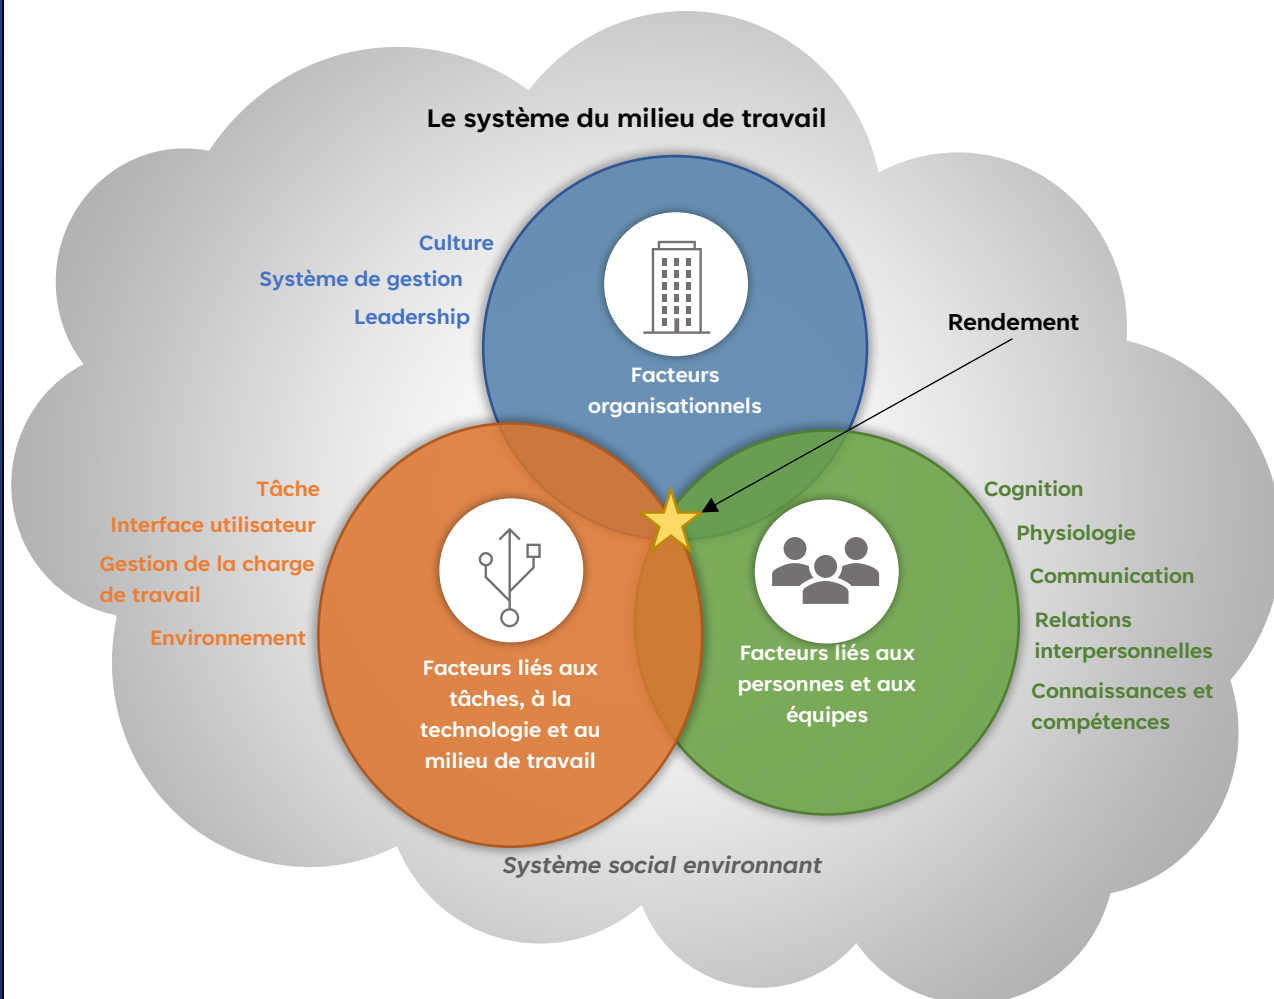 Le système du milieu de travail
Culture
Système de gestion
Leadership
Rendement
Facteurs
organisationnels
Tâche
Interface utilisateur
Gestion de la charge
de travail
Environnement
Facteurs liés aux
tâches, à la
technologie et au
milieu de travail
Facteurs liés aux
personnes et aux
équipes
Cognition
Physiologie
Communication
Relations
interpersonnelles
Connaissances et
compétences
Système social environnant